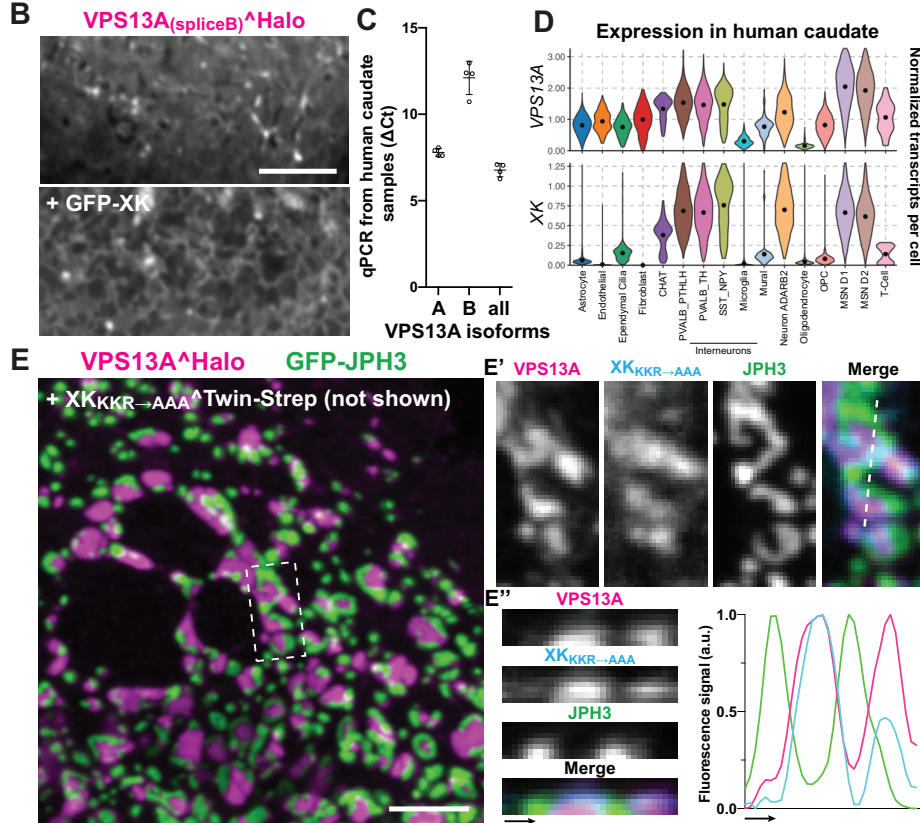 B
VPS13A(spliceB)^Halo
+ GFP-XK
C
qPCR from human caudate
samples (ΔCt)
15
10
5
0
A B all
VPS13A isoforms
D
Expression in human caudate
VPS13A
3.00
2.00
1.00
0.00
XK
1.25
1.00
0.75
0.50
0.25
0.00
Normalized transcripts per cell
Astrocyte
Endothelial
Ependymal Cilia
Fibroblast
CHAT
PVALB_PTHLH
PVALB_TH
SST_NPY
Microglia
Mural
Neuron ADARB2
Oligodendrocyte
OPC
MSN D1
MSN D2
T-Cell
Interneurons
E
VPS13A^Halo GFP-JPH3
+ XKKKR→AAA^Twin-Strep (not shown)
E'
VPS13A XKKKR→AAA JPH3 Merge
E''
VPS13A
XKKKR→AAA
JPH3
Merge
Fluorescence signal (a.u.)
1.0
0.5
0.0